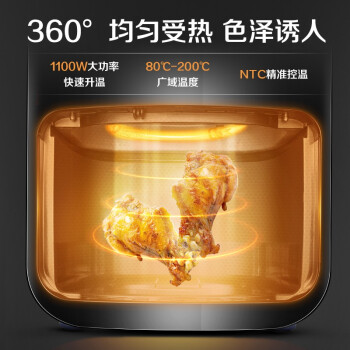 360° 均匀受热 色泽诱人
1100W大功率
快速升温
80℃-200℃
广域温度
NTC精准控温